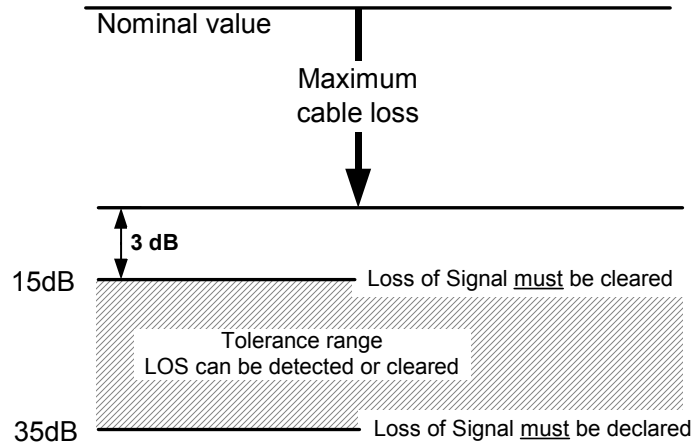 Nominal value
Maximum
cable loss
3 dB
15dB
Loss of Signal must be cleared
Tolerance range
LOS can be detected or cleared
35dB
Loss of Signal must be declared